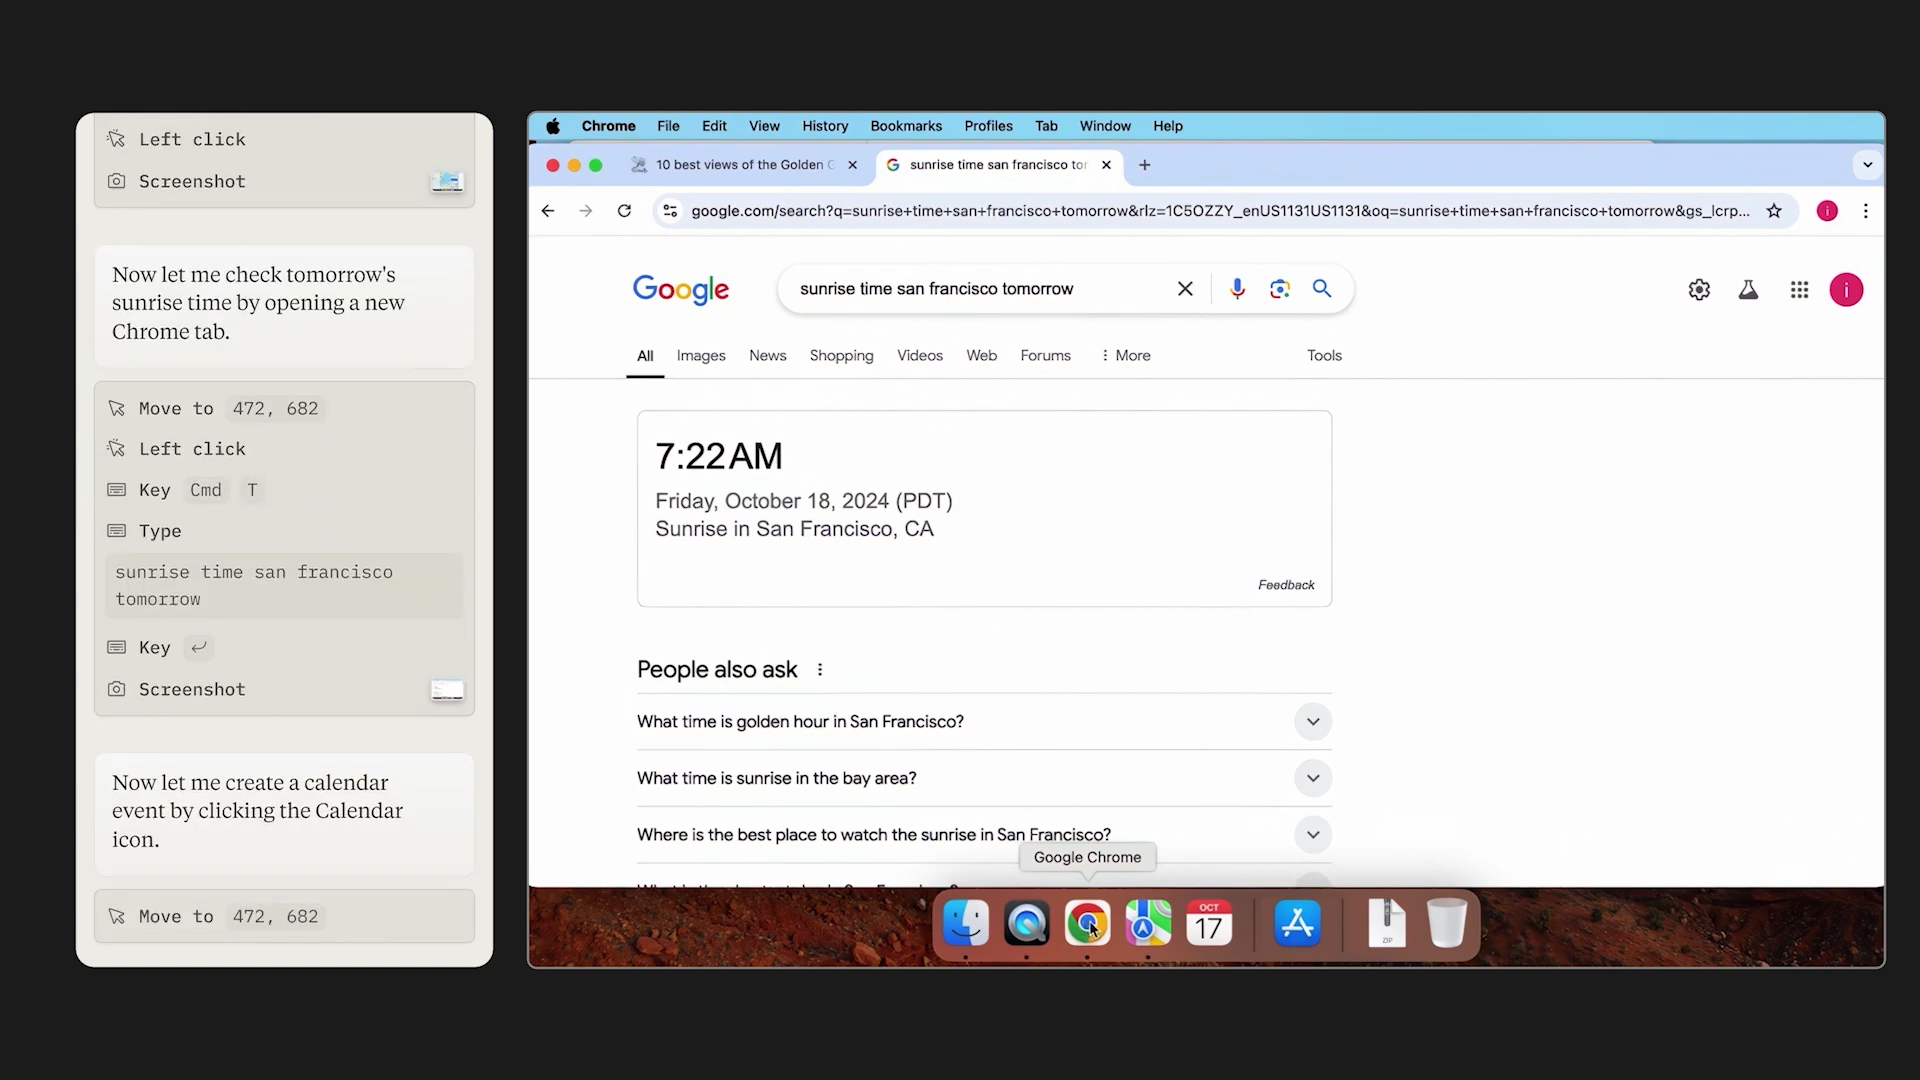 Left click
Screenshot
Now let me check tomorrow's
sunrise time by opening a new
Chrome tab.
Move to 472, 682
Left click
Key Cmd T
Type
sunrise time san francisco
tomorrow
Key
Screenshot
Now let me create a calendar
event by clicking the Calendar
icon.
Move to 472, 682
Chrome File Edit View History Bookmarks Profiles Tab Window Help
10 best views of the Golden
sunrise time san francisco tor
google.com/search?q=sunrise+time+san+francisco+tomorrow&rlz=1C5OZZY_enUS1131US1131&oq=sunrise+time+san+francisco+tomorrow&gs_lcrp...
i
Google
sunrise time san francisco tomorrow
i
All Images News Shopping Videos Web Forums More Tools
7:22 AM
Friday, October 18, 2024 (PDT)
Sunrise in San Francisco, CA
Feedback
People also ask
What time is golden hour in San Francisco?
What time is sunrise in the bay area?
Where is the best place to watch the sunrise in San Francisco?
Google Chrome
OCT
17
ZIP